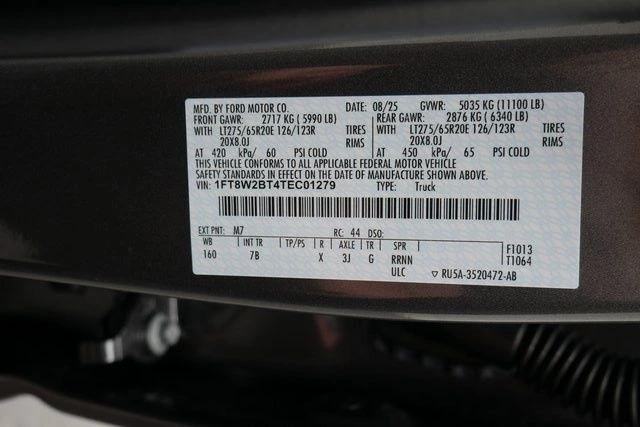 MFD. BY FORD MOTOR CO. DATE: 08/25 GVWR: 5035 KG (11100 LB)
FRONT GAWR: 2717 KG ( 5990 LB) REAR GAWR: 2876 KG ( 6340 LB)
WITH LT275/65R20E 126/123R TIRES WITH LT275/65R20E 126/123R TIRES
20X8.0J RIMS 20X8.0J RIMS
AT 420 kPa/ 60 PSI COLD AT 450 kPa/ 65 PSI COLD
THIS VEHICLE CONFORMS TO ALL APPLICABLE FEDERAL MOTOR VEHICLE
SAFETY STANDARDS IN EFFECT ON THE DATE OF MANUFACTURE SHOWN ABOVE.
VIN: 1FT8W2BT4TEC01279 TYPE: Truck
EXT PNT: M7 RC: 44 DSO:
WB INT TR TP/PS R AXLE TR SPR F1013
160 7B X 3J G RRNN T1064
ULC RU5A-3520472-AB